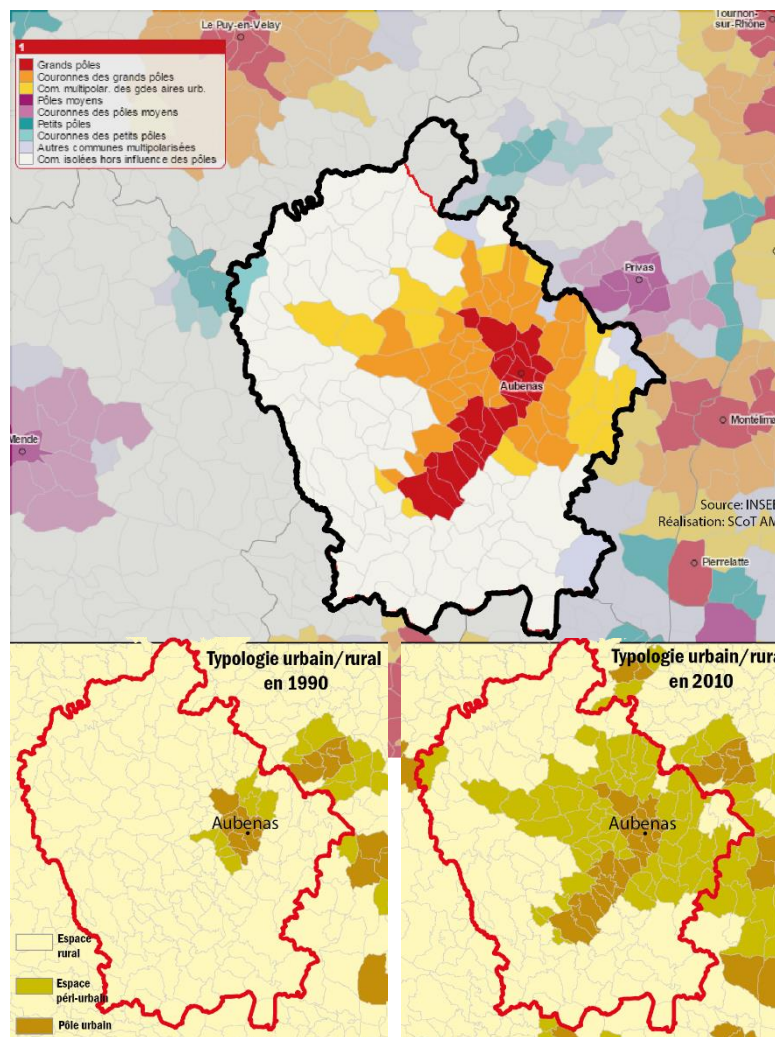 Le Puy-en-Velay
Tournon-
sur-Rhône
1
Grands pôles
Couronnes des grands pôles
Com. multipolar. des gdes aires urb.
Pôles moyens
Couronnes des pôles moyens
Petits pôles
Couronnes des petits pôles
Autres communes multipolarisées
Com. isolées hors influence des pôles
Privas
Aubenas
Montélima
Mende
Source: INSEE
Réalisation: SCoT AM
Pierrelatte
Typologie urbain/rural
en 1990
Aubenas
Espace
rural
Espace
péri-urbain
Pôle urbain
Typologie urbain/rura
en 2010
Aubenas